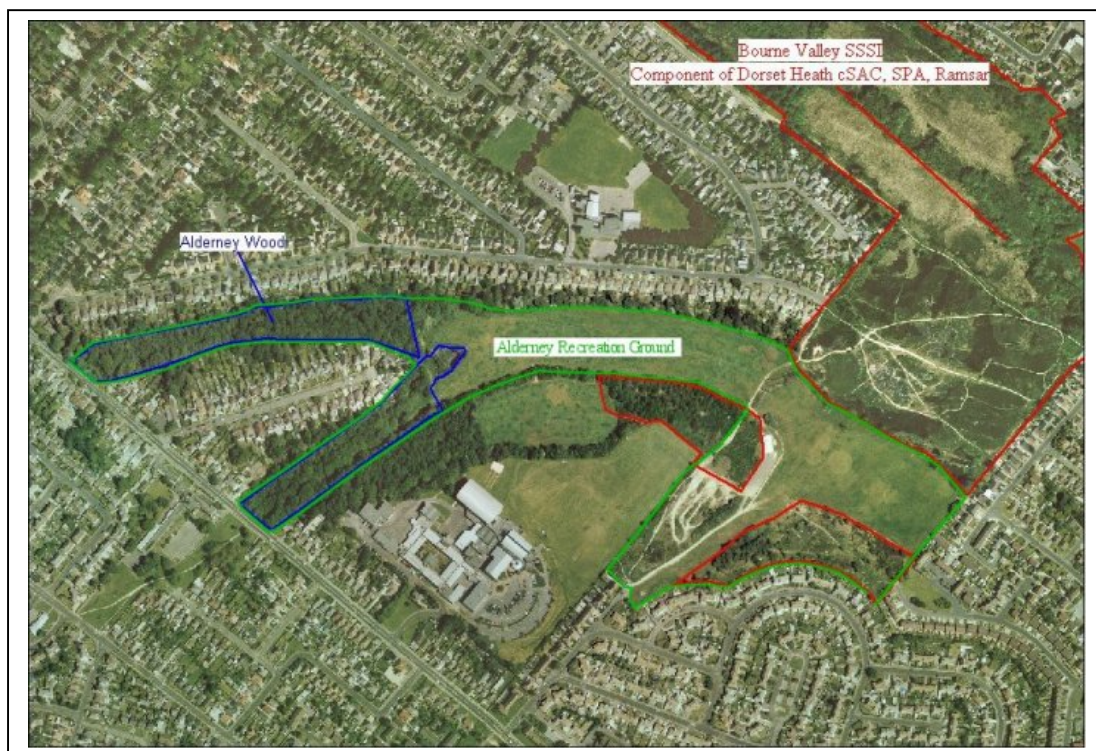 Bourne Valley SSSI
Component of Dorset Heath cSAC, SPA, Ramsar
Alderney Wood
Alderney Recreation Ground